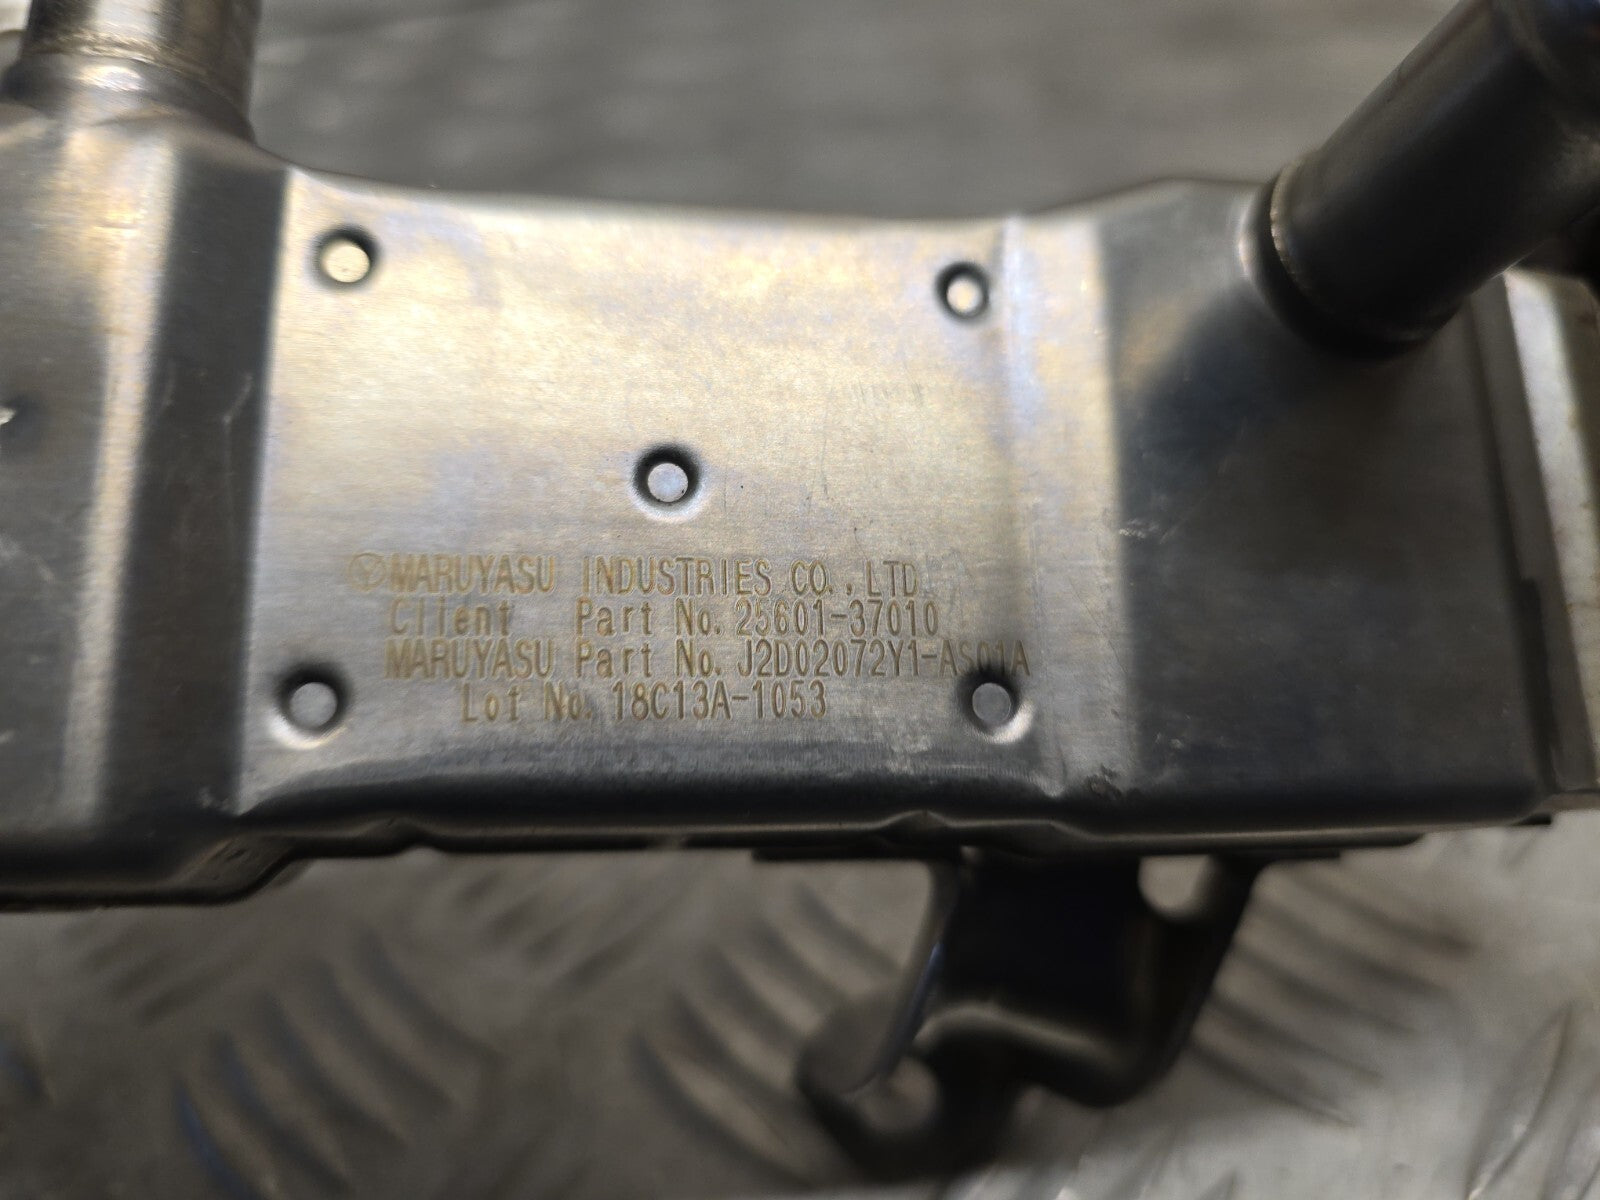 MARUYASU INDUSTRIES CO.,LTD.
Client Part No. 25601-37010
MARUYASU Part No. J2D02072Y1-AS01A
Lot No. 18C13A-1053